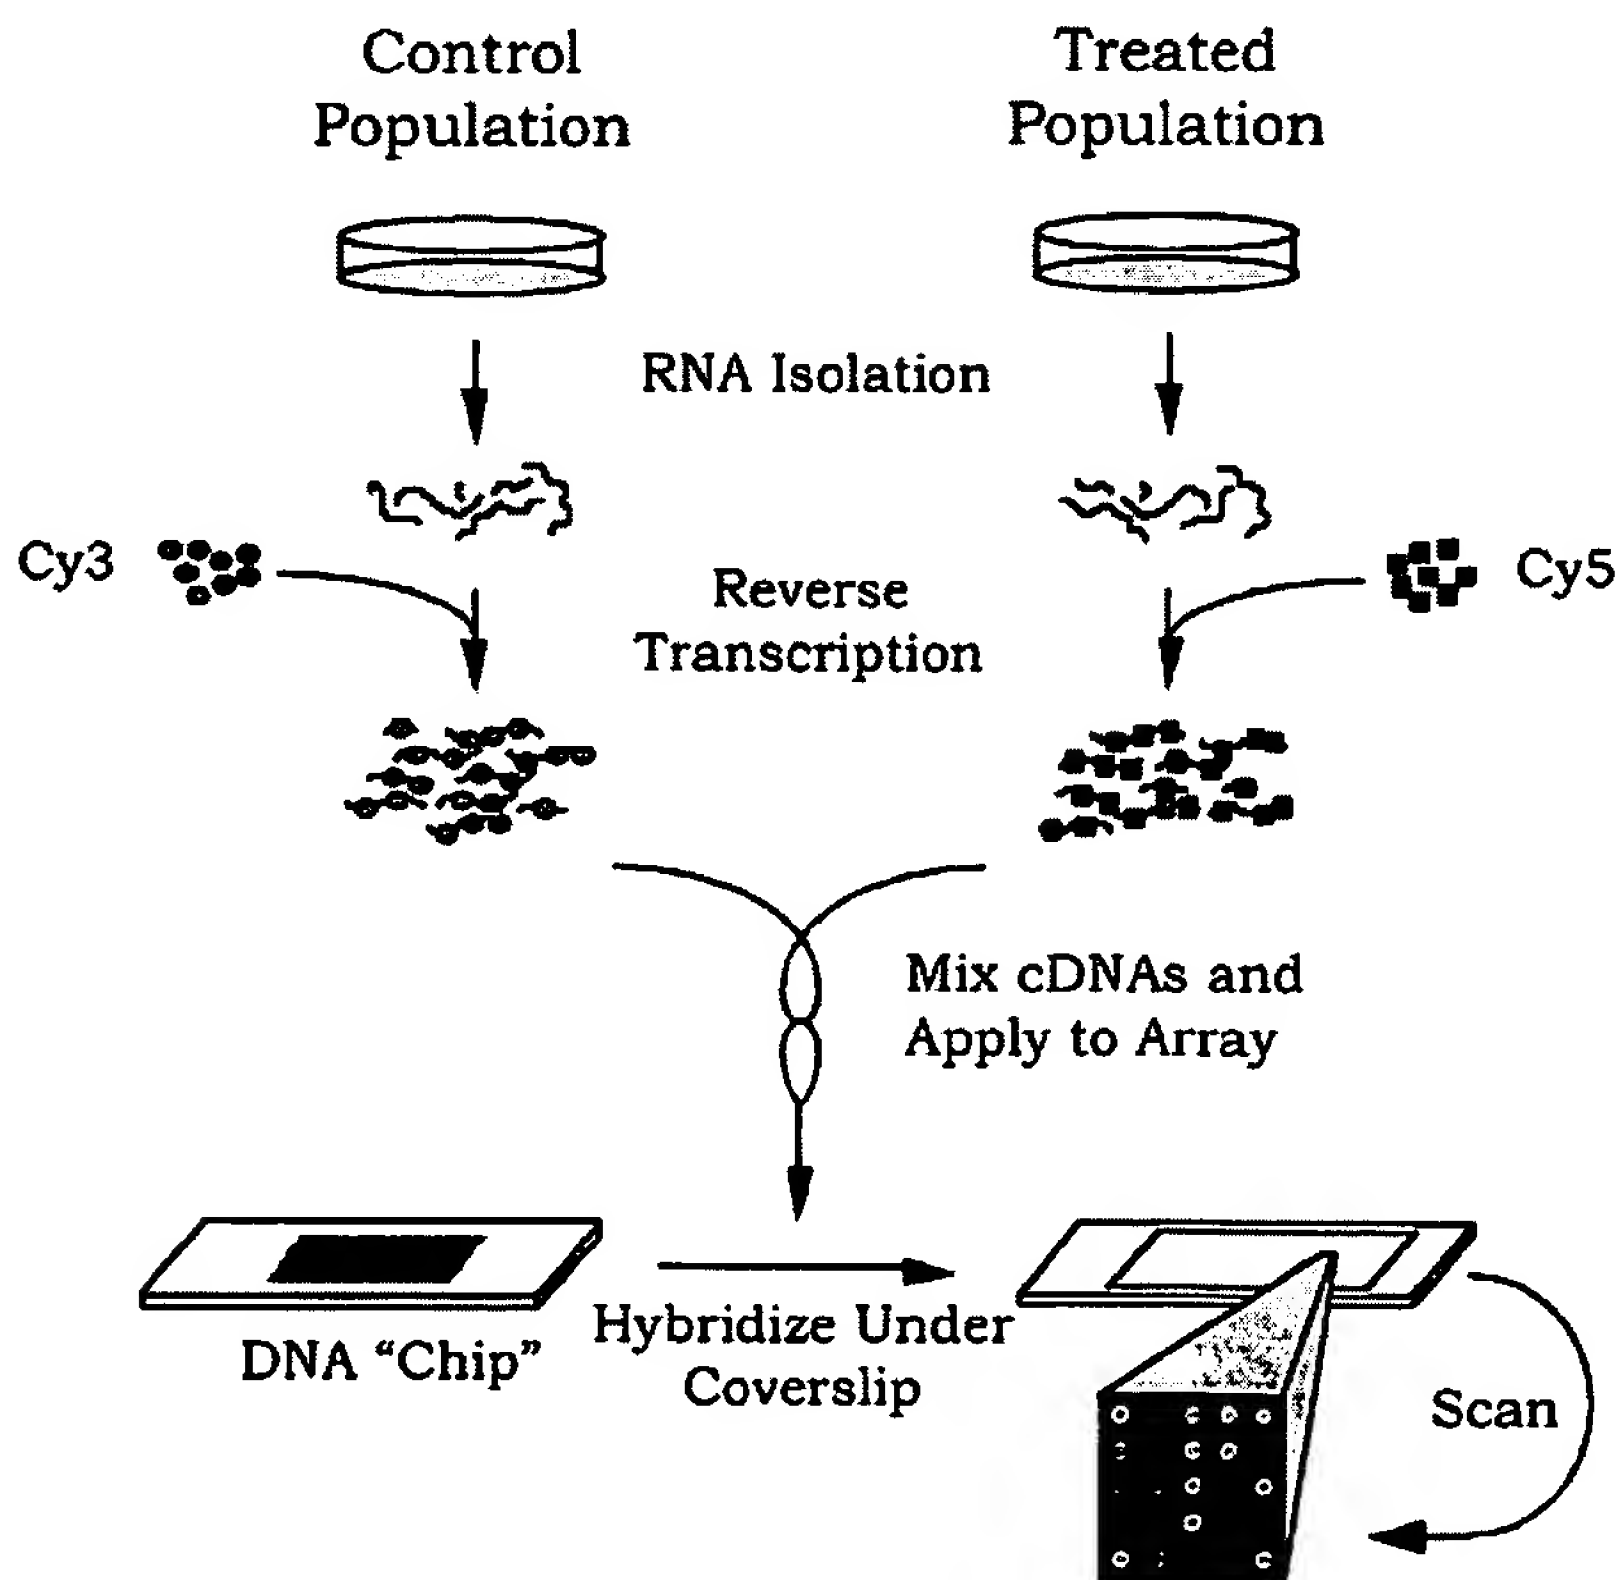 Control
Population
Treated
Population
RNA Isolation
Cy3
Reverse
Transcription
Cy5
Mix cDNAs and
Apply to Array
DNA “Chip”
Hybridize Under
Coverslip
Scan